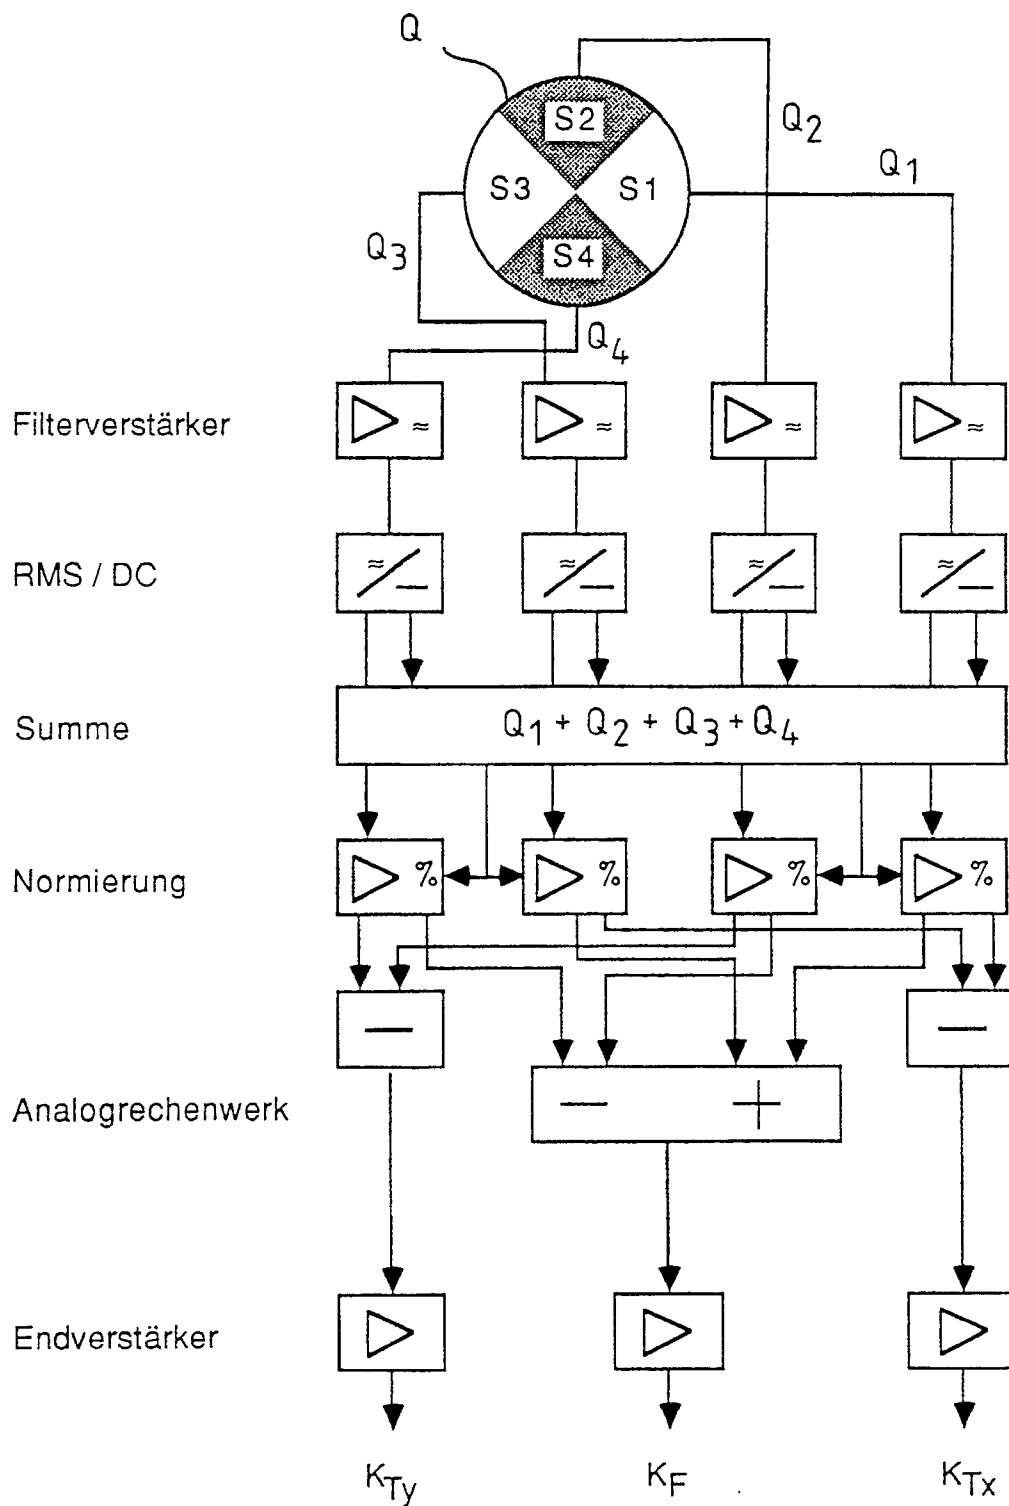 Q
S2
Q2
Q1
S3
S1
Q3
S4
Q4
Filterverstärker
≈ ≈ ≈ ≈
RMS / DC
≈/— ≈/— ≈/— ≈/—
Summe
Q1 + Q2 + Q3 + Q4
Normierung
% % % %
— —
Analogrechenwerk
— +
Endverstärker
KTy
KF
KTx